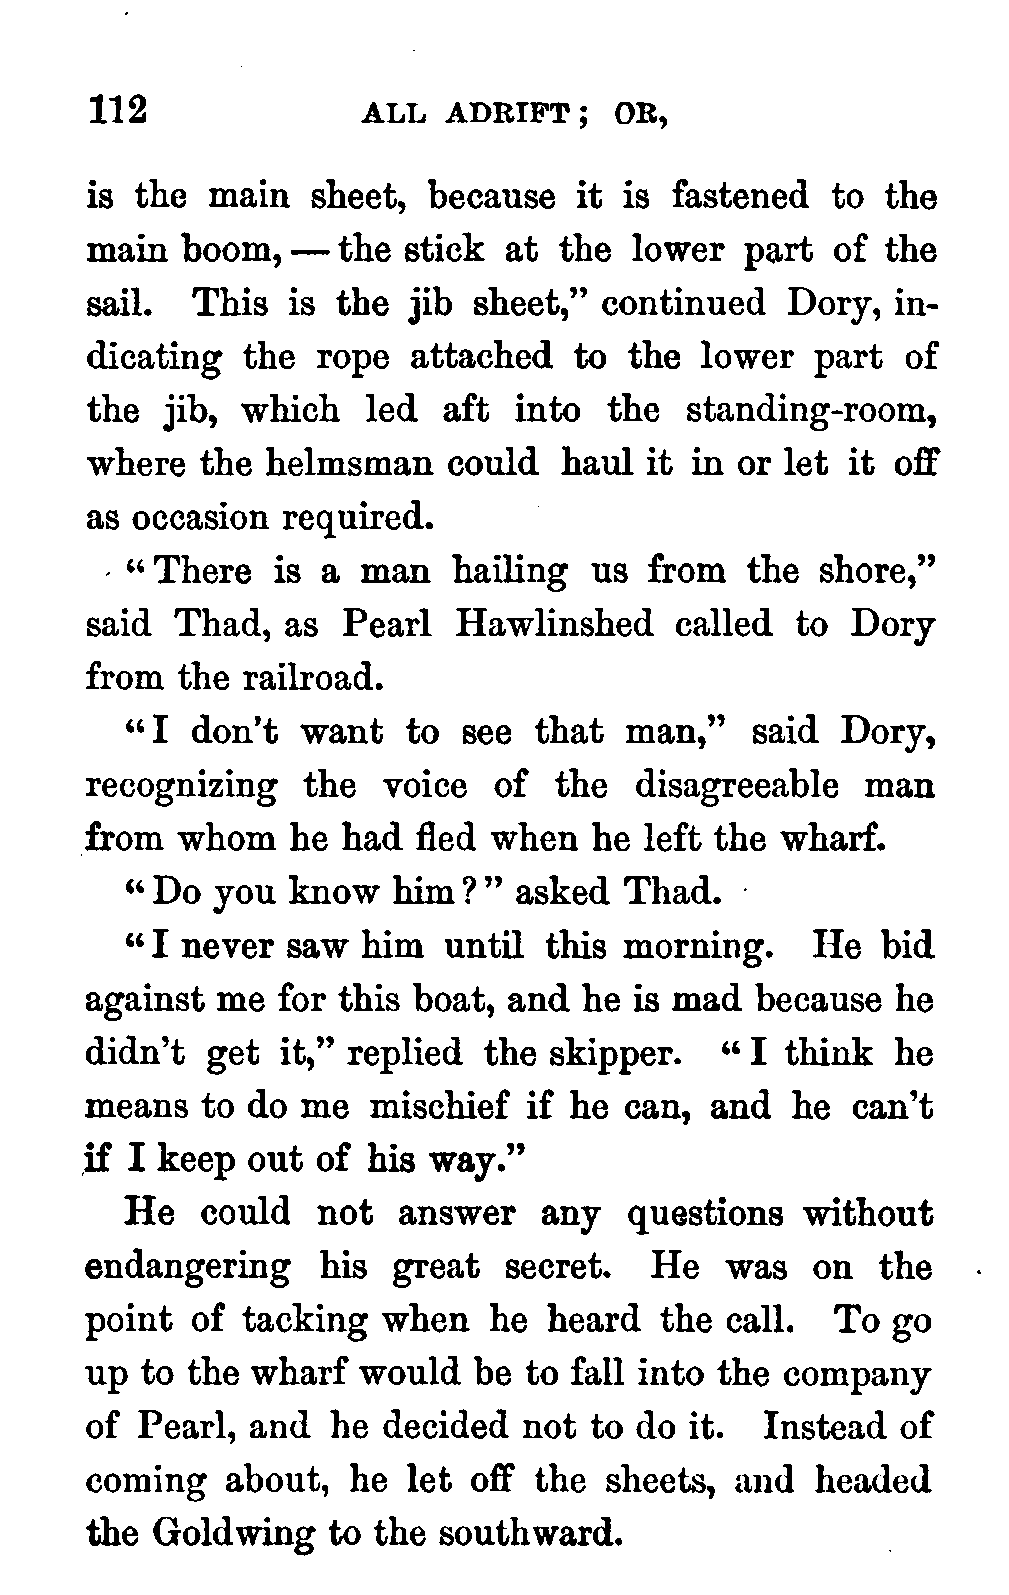 112 ALL ADRIFT; OR,
is the main sheet, because it is fastened to the
main boom, — the stick at the lower part of the
sail. This is the jib sheet,” continued Dory, in-
dicating the rope attached to the lower part of
the jib, which led aft into the standing-room,
where the helmsman could haul it in or let it off
as occasion required.
“There is a man hailing us from the shore,”
said Thad, as Pearl Hawlinshed called to Dory
from the railroad.
“I don’t want to see that man,” said Dory,
recognizing the voice of the disagreeable man
from whom he had fled when he left the wharf.
“Do you know him?” asked Thad.
“I never saw him until this morning. He bid
against me for this boat, and he is mad because he
didn’t get it,” replied the skipper. “I think he
means to do me mischief if he can, and he can’t
if I keep out of his way.”
He could not answer any questions without
endangering his great secret. He was on the
point of tacking when he heard the call. To go
up to the wharf would be to fall into the company
of Pearl, and he decided not to do it. Instead of
coming about, he let off the sheets, and headed
the Goldwing to the southward.